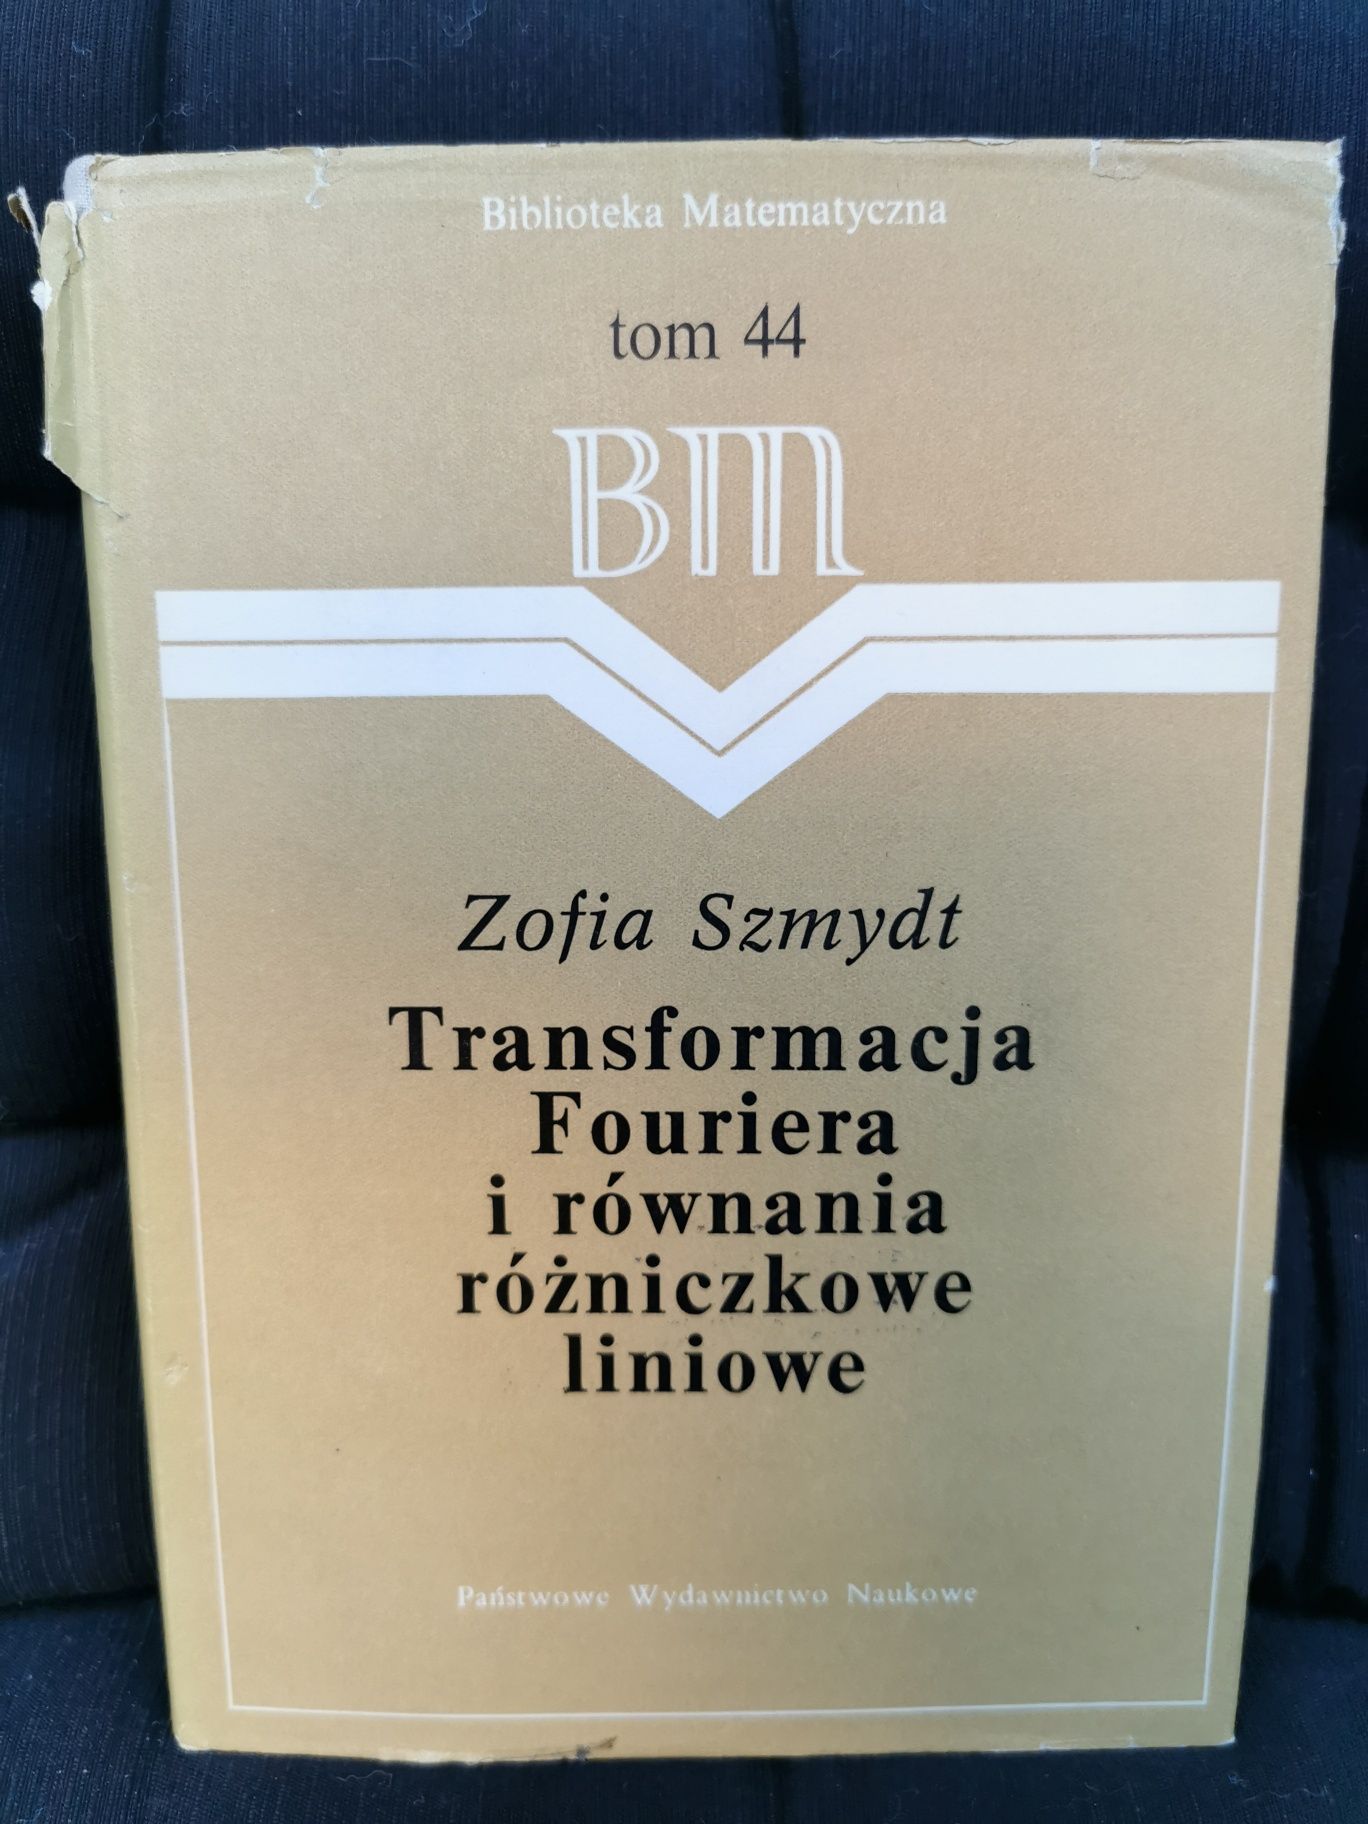 Biblioteka Matematyczna
tom 44
BM
Zofia Szmydt
Transformacja
Fouriera
i równania
różniczkowe
liniowe
Państwowe Wydawnictwo Naukowe